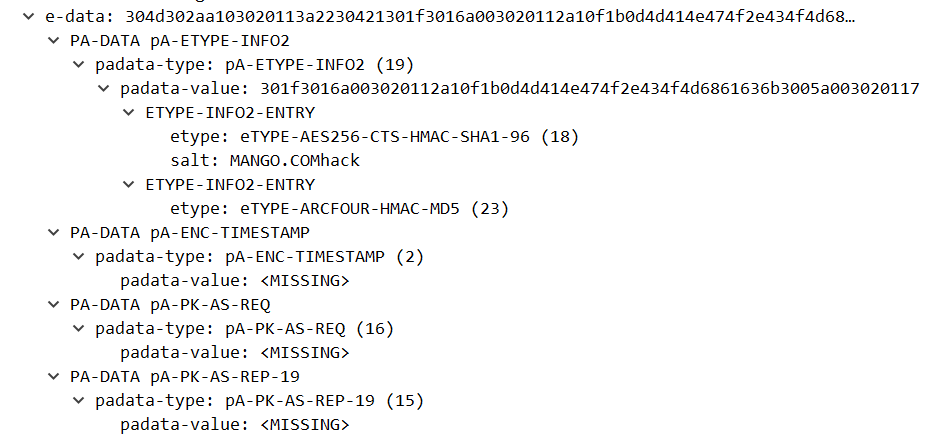 e-data: 304d302aa103020113a2230421301f3016a003020112a10f1b0d4d414e474f2e434f4d68…
PA-DATA pA-ETYPE-INFO2
padata-type: pA-ETYPE-INFO2 (19)
padata-value: 301f3016a003020112a10f1b0d4d414e474f2e434f4d6861636b3005a003020117
ETYPE-INFO2-ENTRY
etype: eTYPE-AES256-CTS-HMAC-SHA1-96 (18)
salt: MANGO.COMhack
ETYPE-INFO2-ENTRY
etype: eTYPE-ARCFOUR-HMAC-MD5 (23)
PA-DATA pA-ENC-TIMESTAMP
padata-type: pA-ENC-TIMESTAMP (2)
padata-value: <MISSING>
PA-DATA pA-PK-AS-REQ
padata-type: pA-PK-AS-REQ (16)
padata-value: <MISSING>
PA-DATA pA-PK-AS-REP-19
padata-type: pA-PK-AS-REP-19 (15)
padata-value: <MISSING>